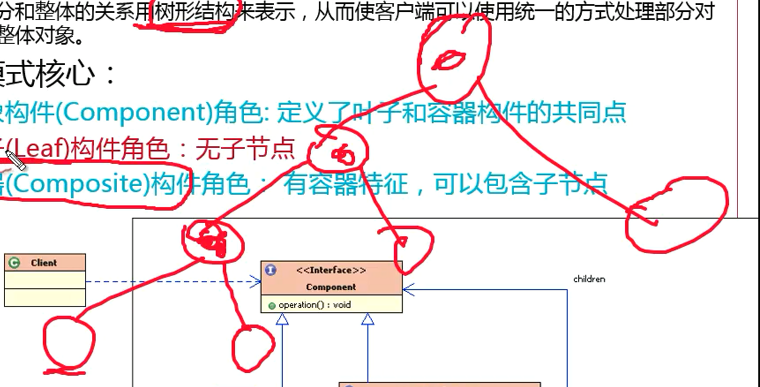 分和整体的关系用树形结构来表示，从而使客户端可以使用统一的方式处理部分对
整体对象。
模式核心：
象构件(Component)角色: 定义了叶子和容器构件的共同点
(Leaf)构件角色：无子节点
器(Composite)构件角色： 有容器特征，可以包含子节点
C Client
I <<Interface>>
Component
operation() : void
children